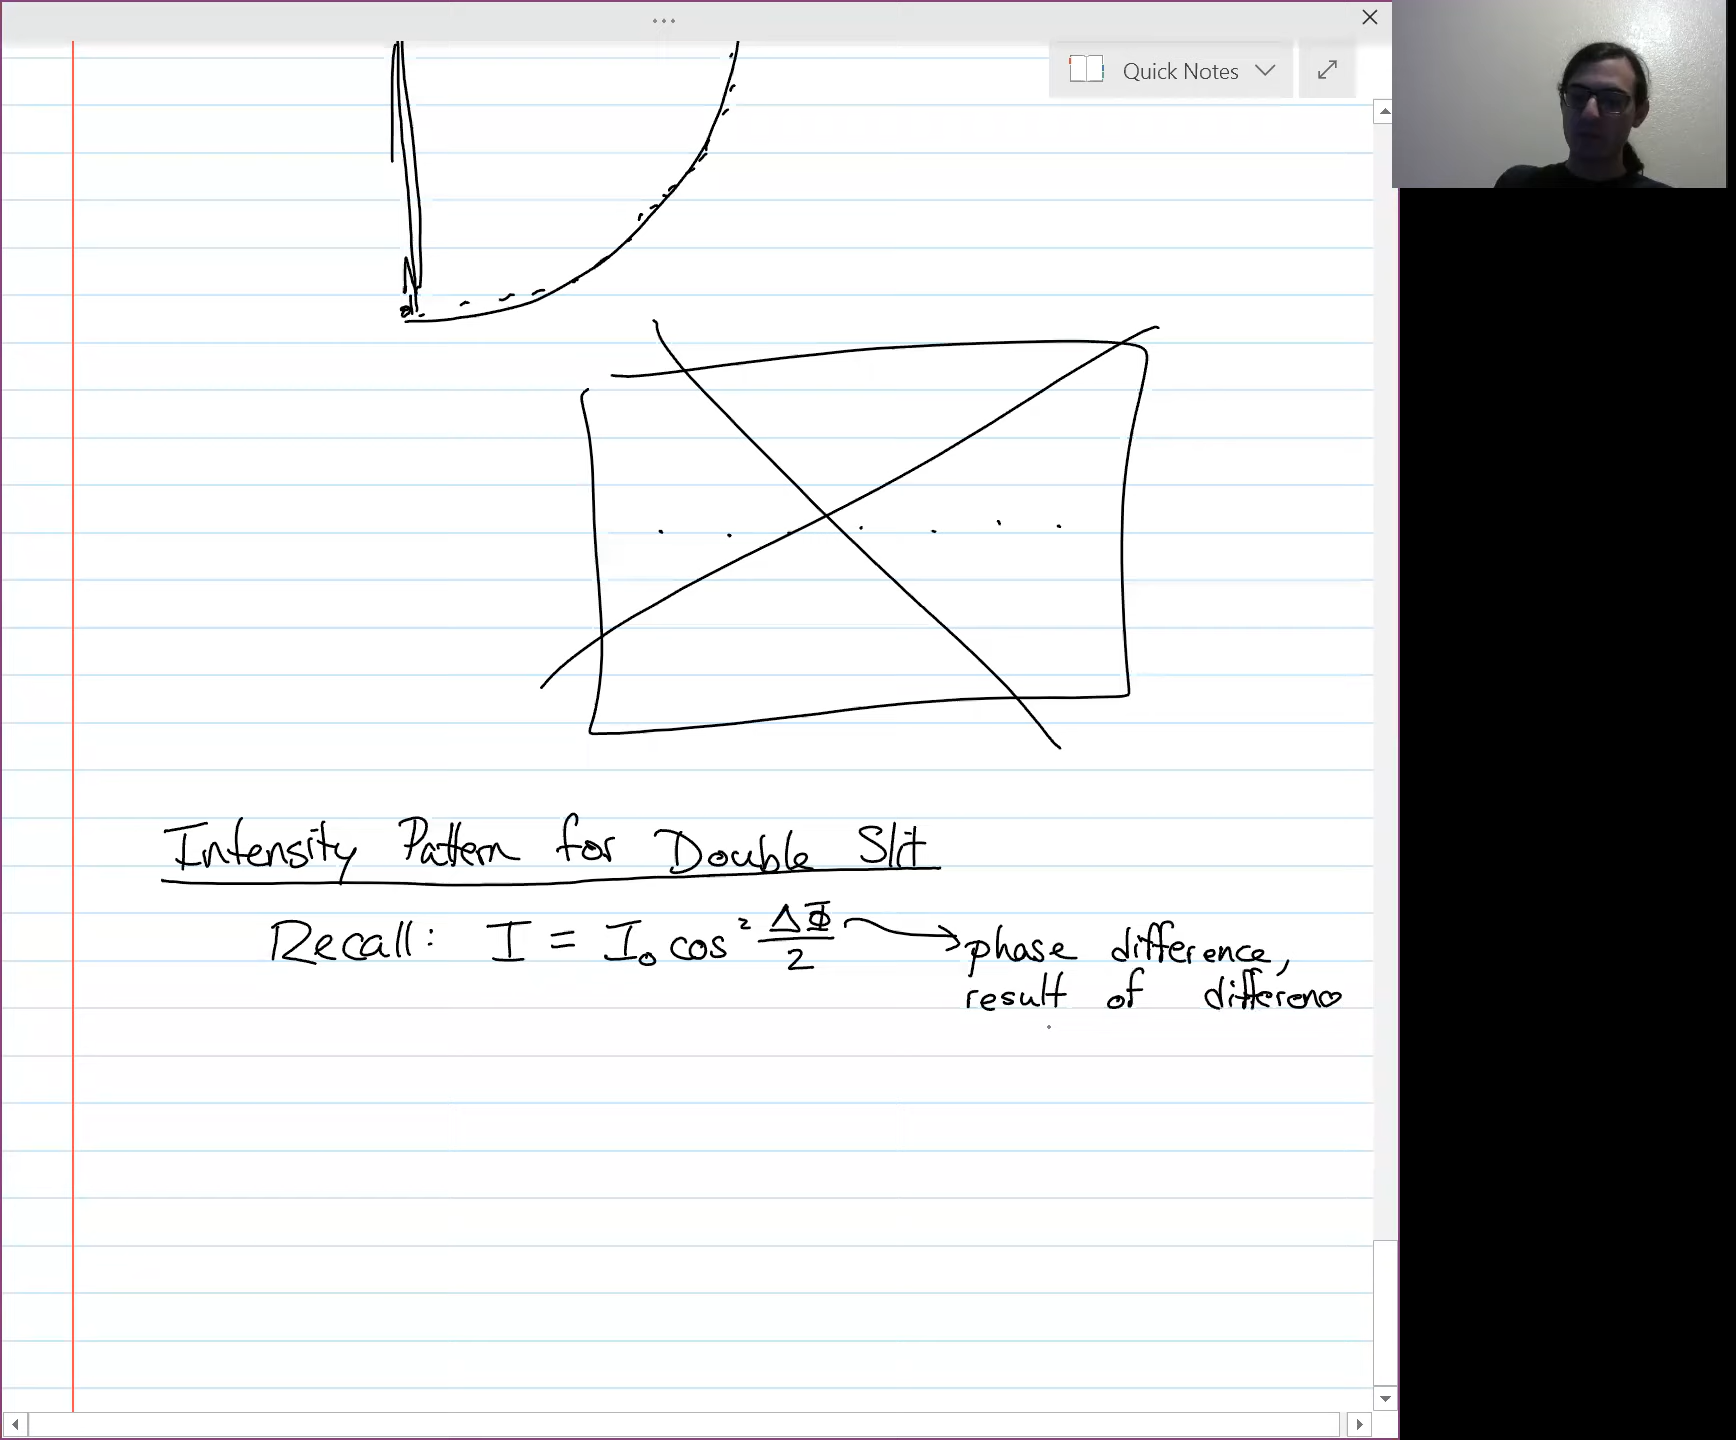 Quick Notes
Intensity Pattern for Double Slit
Recall: I = I₀ cos² ΔΦ/2 → phase difference,
result of differenc